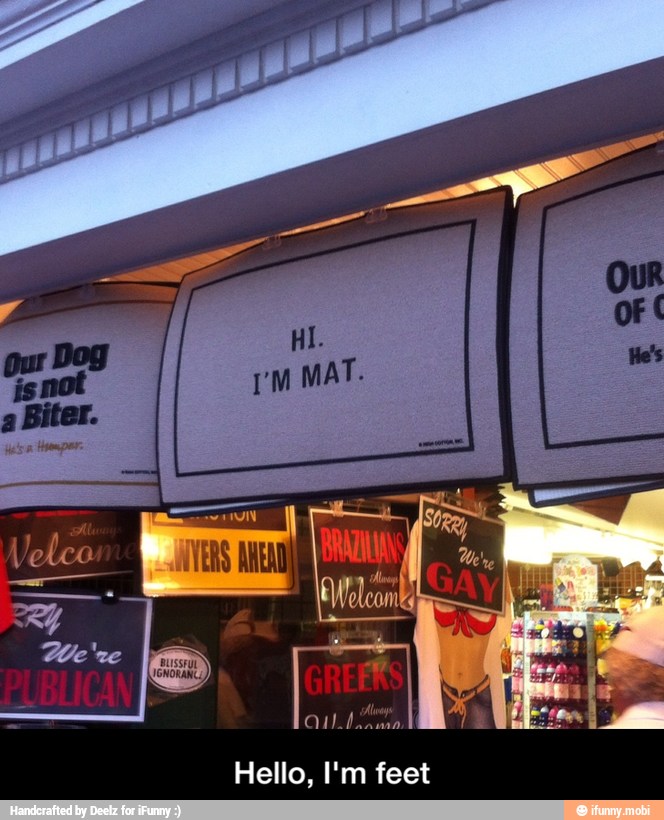 Our Dog
is not
a Biter.
He's a Humper.
HI.
I'M MAT.
OUR
OF
He's
Always
Welcome
LAWYERS AHEAD
BRAZILIANS
Always
Welcom
SORRY
We're
GAY
RRY
We're
PUBLICAN
BLISSFUL
IGNORANCE
GREEKS
Always
Welcome
Hello, I'm feet
Handcrafted by Deelz for iFunny :)
ifunny.mobi